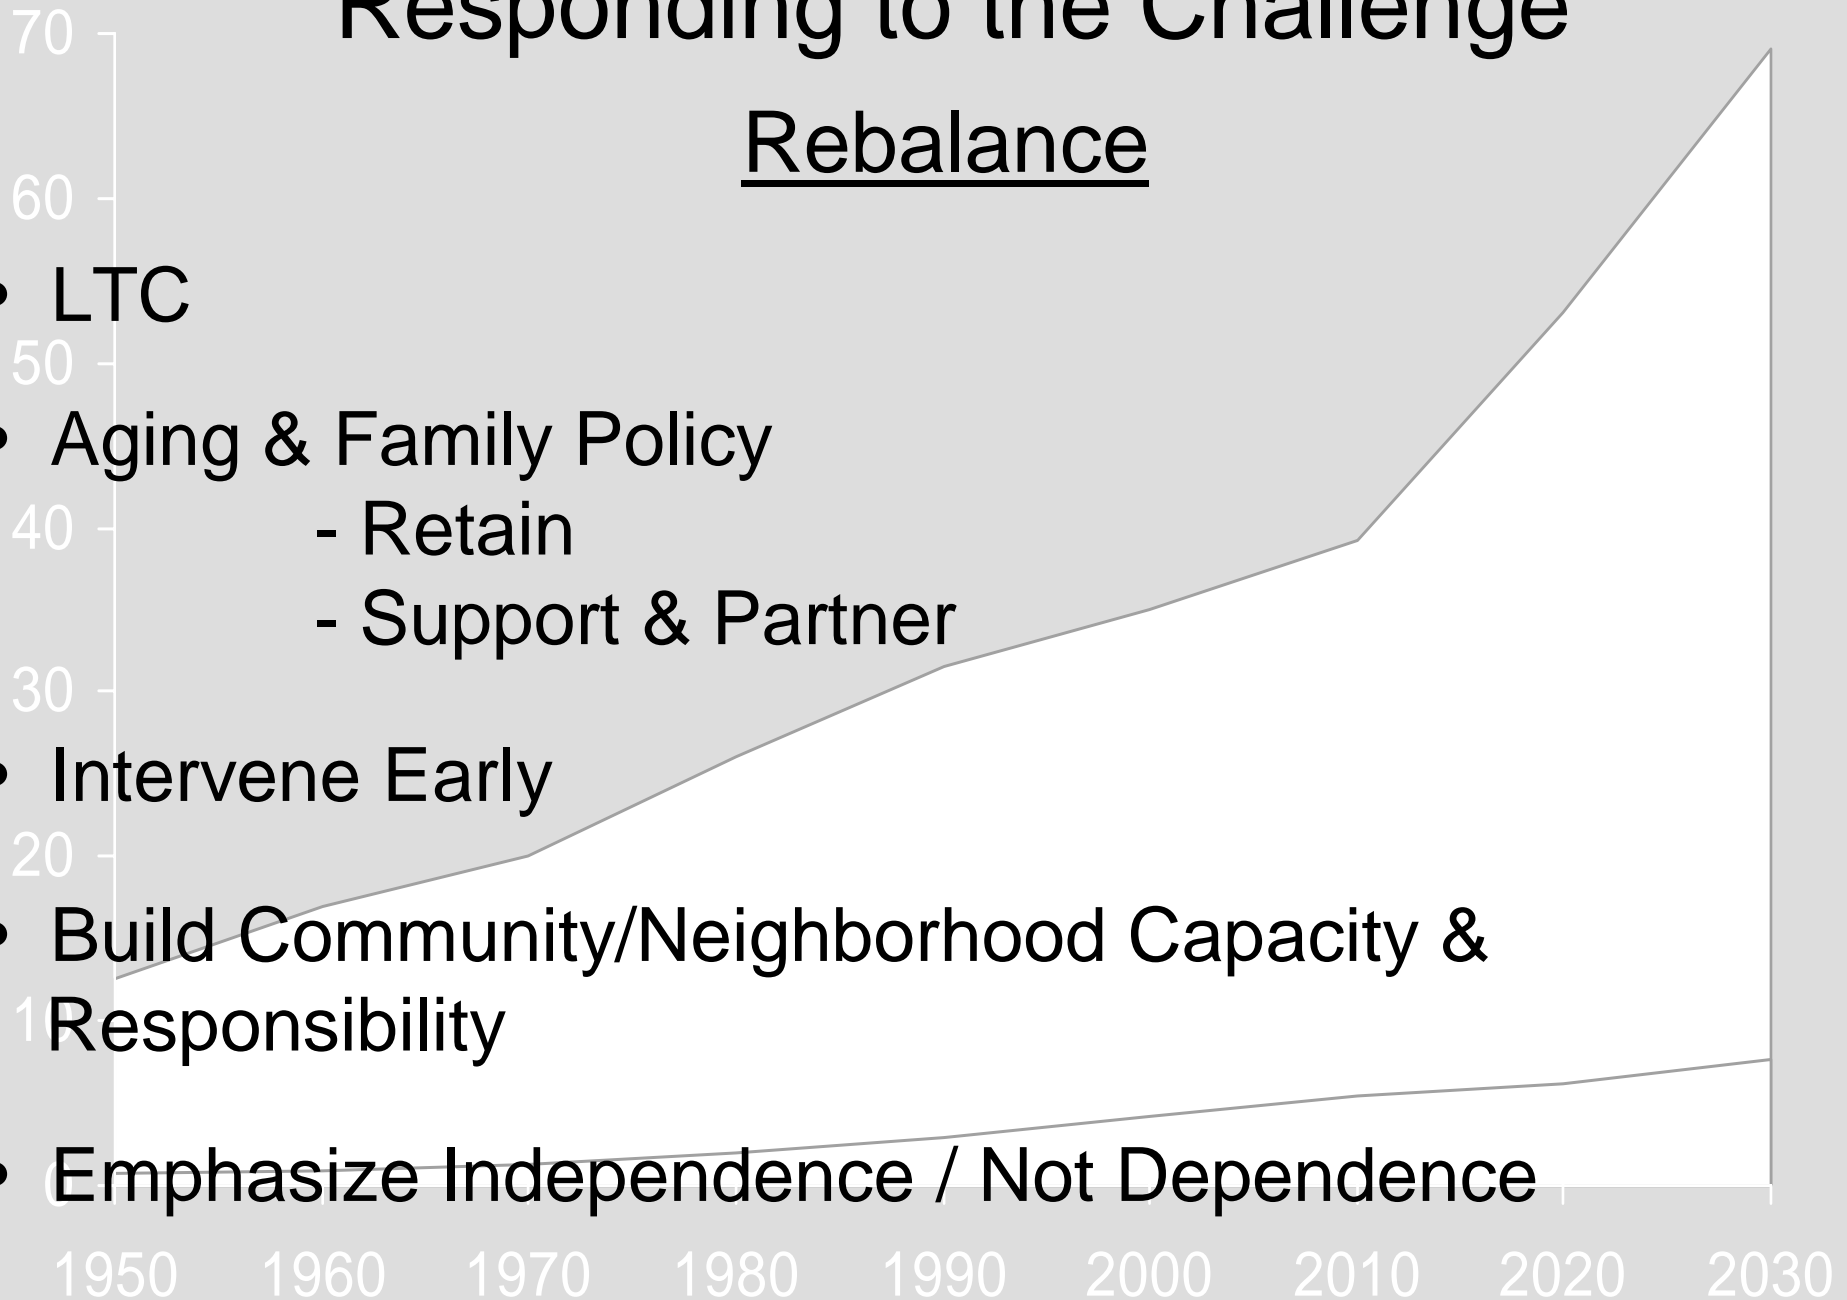 Responding to the Challenge
Rebalance
• LTC
• Aging & Family Policy
- Retain
- Support & Partner
• Intervene Early
• Build Community/Neighborhood Capacity &
Responsibility
• Emphasize Independence / Not Dependence
70
60
50
40
30
20
10
0
1950 1960 1970 1980 1990 2000 2010 2020 2030